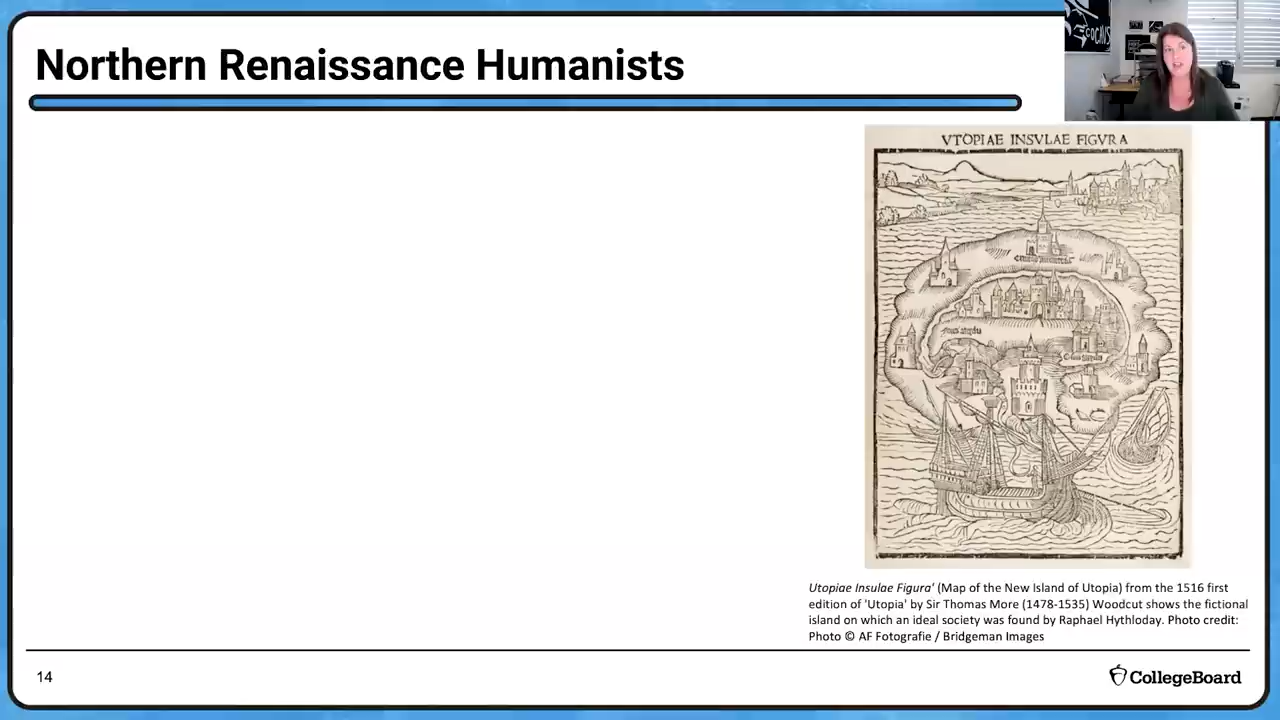 Northern Renaissance Humanists
VTOPIAE INSVLAE FIGVRA
Utopiae Insulae Figura' (Map of the New Island of Utopia) from the 1516 first
edition of 'Utopia' by Sir Thomas More (1478-1535) Woodcut shows the fictional
island on which an ideal society was found by Raphael Hythloday. Photo credit:
Photo © AF Fotografie / Bridgeman Images
14
CollegeBoard